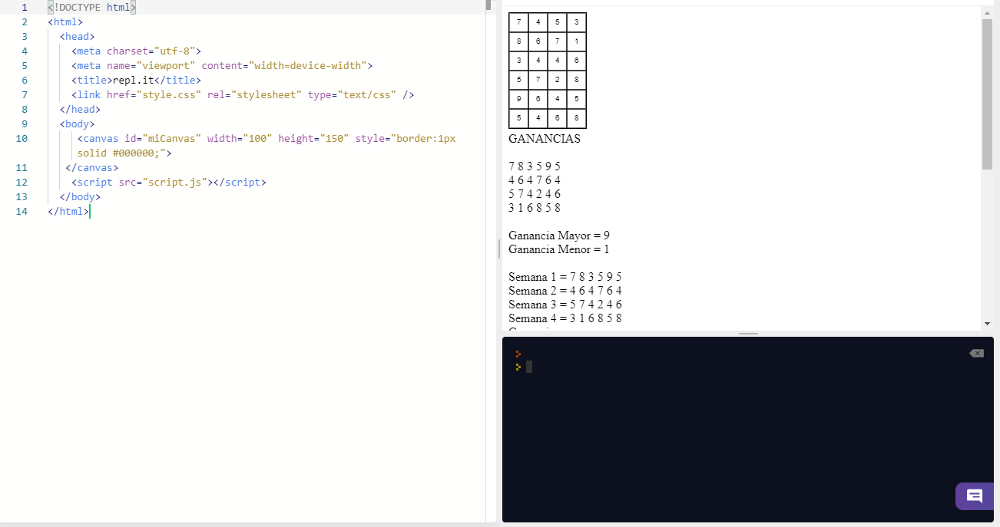 1 <!DOCTYPE html>
2 <html>
3 <head>
4 <meta charset="utf-8">
5 <meta name="viewport" content="width=device-width">
6 <title>repl.it</title>
7 <link href="style.css" rel="stylesheet" type="text/css" />
8 </head>
9 <body>
10 <canvas id="miCanvas" width="100" height="150" style="border:1px
solid #000000;">
11 </canvas>
12 <script src="script.js"></script>
13 </body>
14 </html>
7 4 5 3
8 6 7 1
3 4 4 6
5 7 2 8
9 6 4 5
5 4 6 8
GANANCIAS
7 8 3 5 9 5
4 6 4 7 6 4
5 7 4 2 4 6
3 1 6 8 5 8
Ganancia Mayor = 9
Ganancia Menor = 1
Semana 1 = 7 8 3 5 9 5
Semana 2 = 4 6 4 7 6 4
Semana 3 = 5 7 4 2 4 6
Semana 4 = 3 1 6 8 5 8